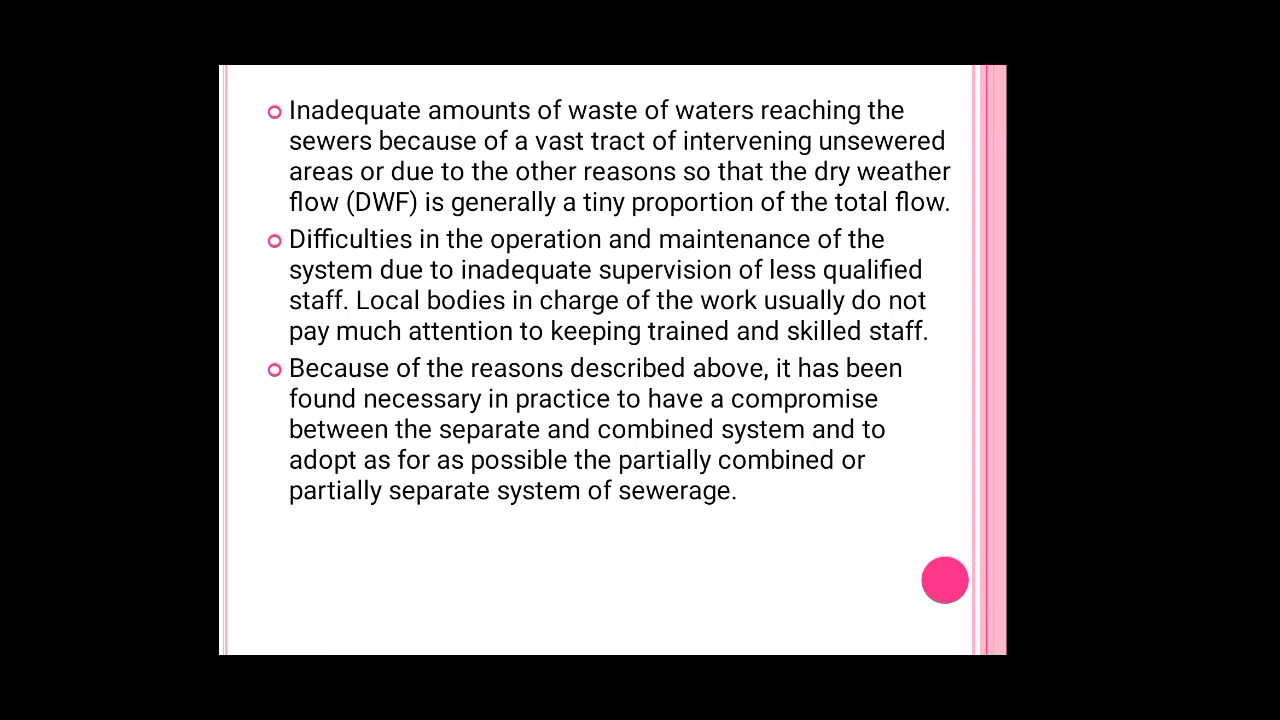 Inadequate amounts of waste of waters reaching the
sewers because of a vast tract of intervening unsewered
areas or due to the other reasons so that the dry weather
flow (DWF) is generally a tiny proportion of the total flow.
Difficulties in the operation and maintenance of the
system due to inadequate supervision of less qualified
staff. Local bodies in charge of the work usually do not
pay much attention to keeping trained and skilled staff.
Because of the reasons described above, it has been
found necessary in practice to have a compromise
between the separate and combined system and to
adopt as for as possible the partially combined or
partially separate system of sewerage.